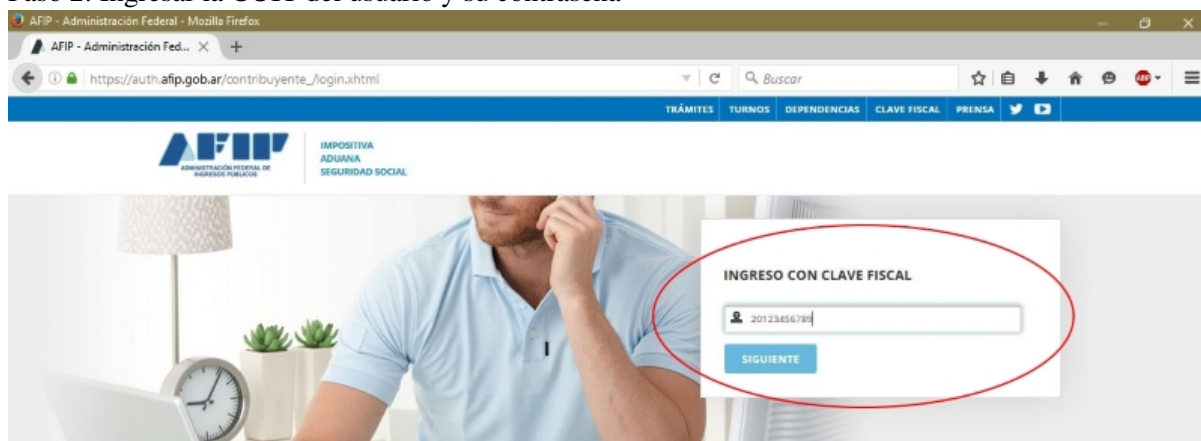 Paso 2: Ingresar la CUIT del usuario y su contraseña
AFIP - Administración Federal - Mozilla Firefox
AFIP - Administración Fed...
https://auth.afip.gob.ar/contribuyente_/login.xhtml
Buscar
ABP
TRÁMITES TURNOS DEPENDENCIAS CLAVE FISCAL PRENSA
AFIP
ADMINISTRACIÓN FEDERAL DE
INGRESOS PÚBLICOS
IMPOSITIVA
ADUANA
SEGURIDAD SOCIAL
INGRESO CON CLAVE FISCAL
20123456789
SIGUIENTE